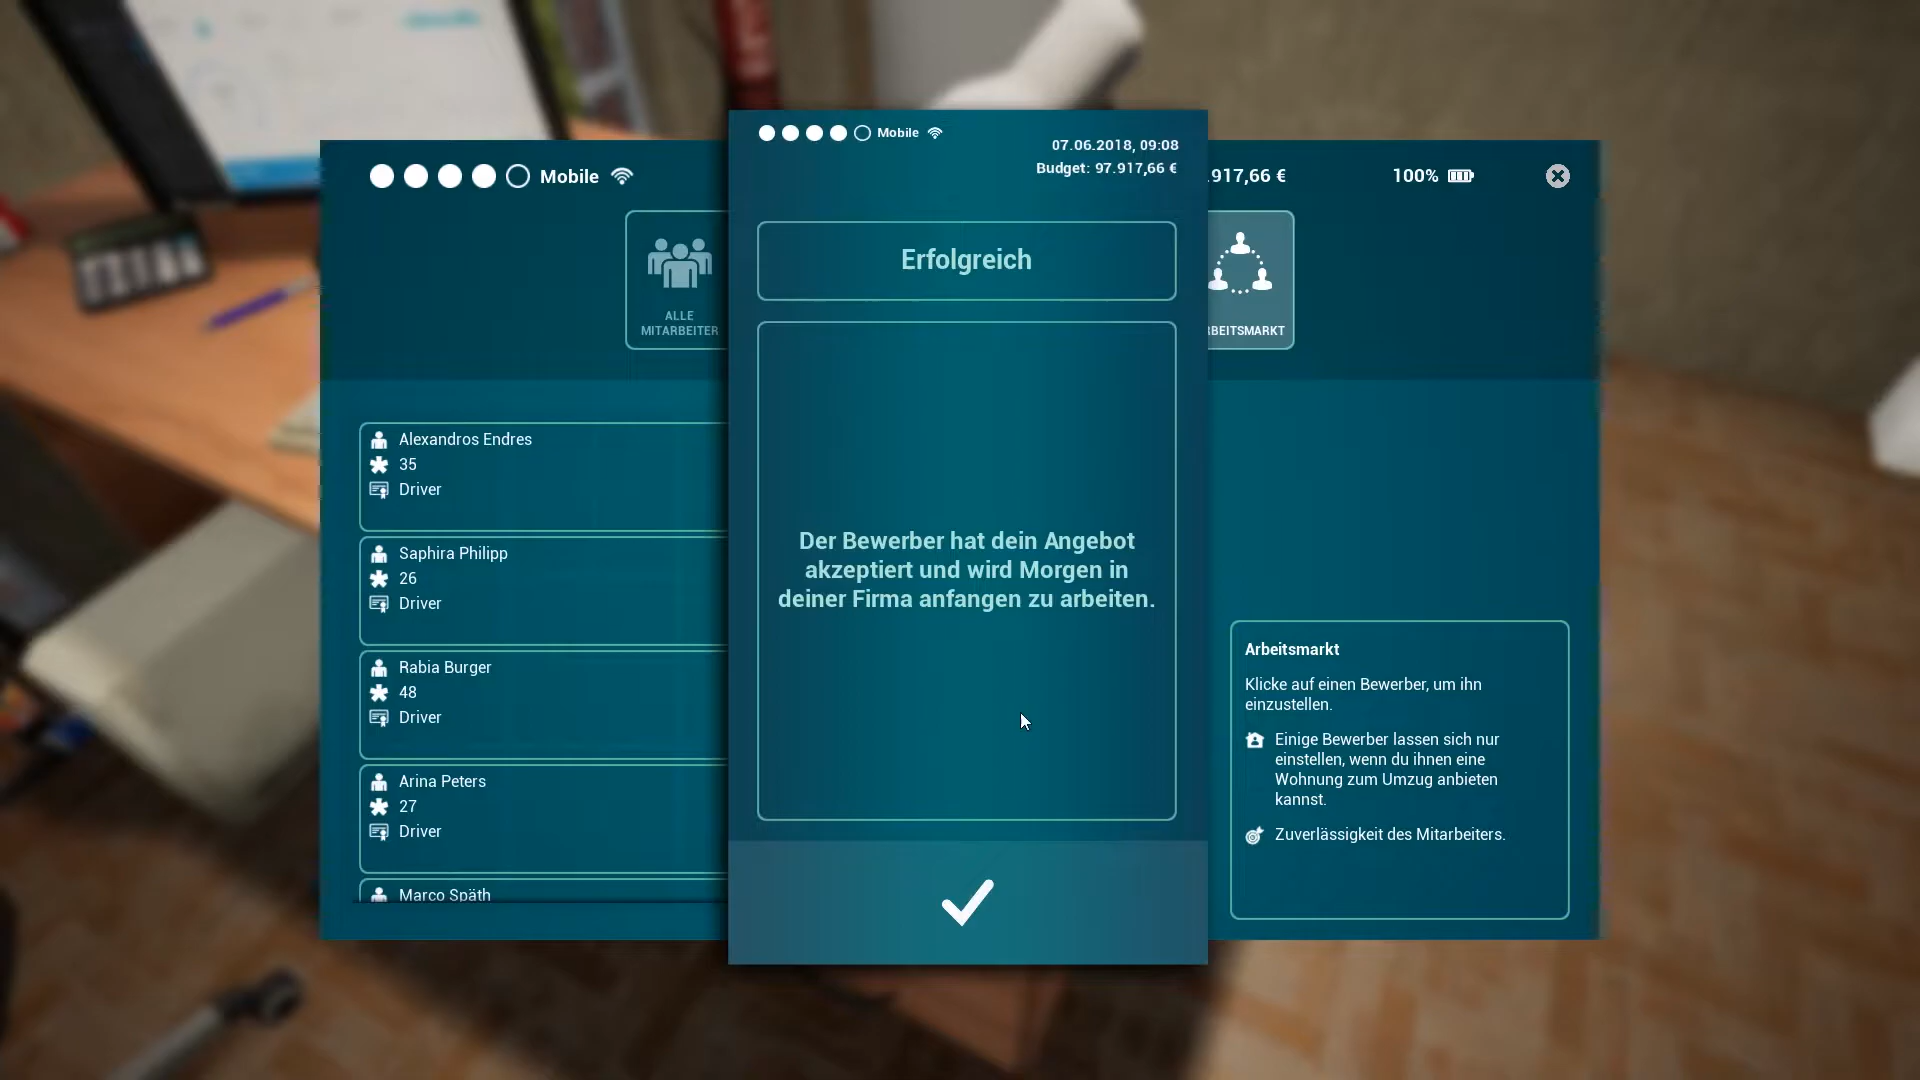 Mobile
07.06.2018, 09:08
Budget: 97.917,66 €
Mobile
.917,66 €
100%
ALLE
MITARBEITER
BEITSMARKT
Erfolgreich
Der Bewerber hat dein Angebot
akzeptiert und wird Morgen in
deiner Firma anfangen zu arbeiten.
Alexandros Endres
35
Driver
Saphira Philipp
26
Driver
Rabia Burger
48
Driver
Arina Peters
27
Driver
Marco Späth
Arbeitsmarkt
Klicke auf einen Bewerber, um ihn
einzustellen.
Einige Bewerber lassen sich nur
einstellen, wenn du ihnen eine
Wohnung zum Umzug anbieten
kannst.
Zuverlässigkeit des Mitarbeiters.